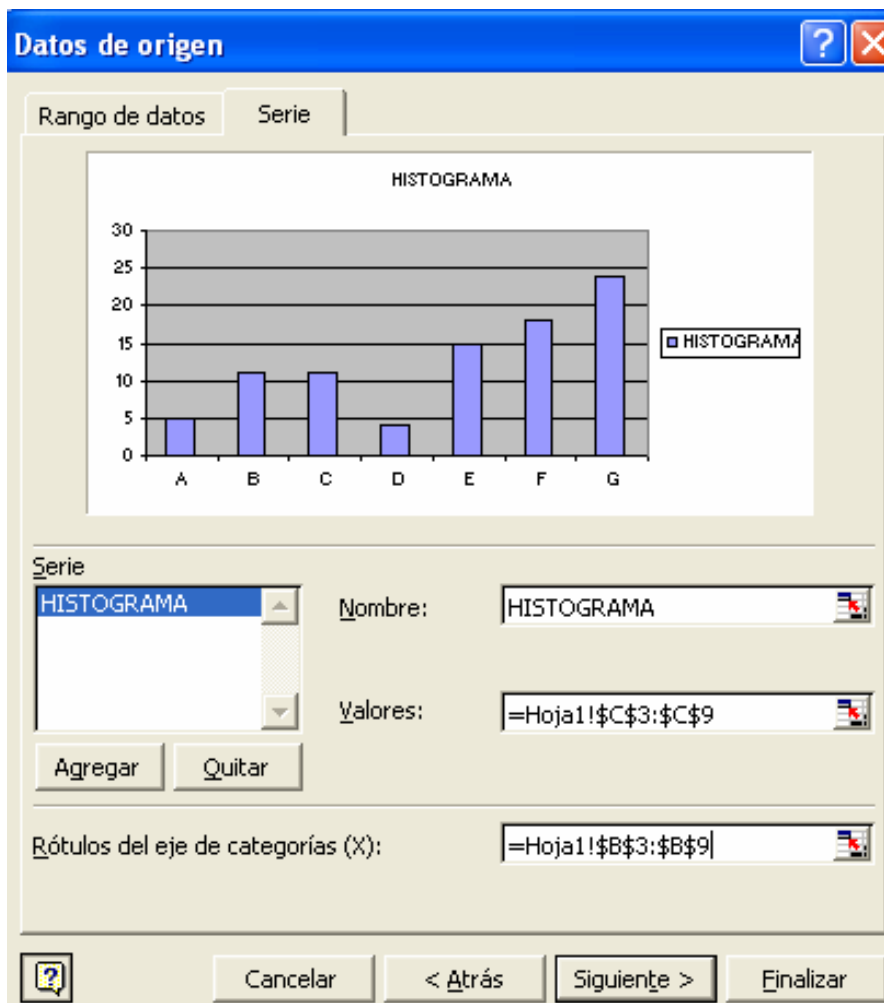 Datos de origen
Rango de datos Serie
HISTOGRAMA
30
25
20
15
10
5
0
A B C D E F G
HISTOGRAMA
Serie
HISTOGRAMA
Nombre: HISTOGRAMA
Valores: =Hoja1!$C$3:$C$9
Agregar Quitar
Rótulos del eje de categorías (X): =Hoja1!$B$3:$B$9
Cancelar < Atrás Siguiente > Finalizar